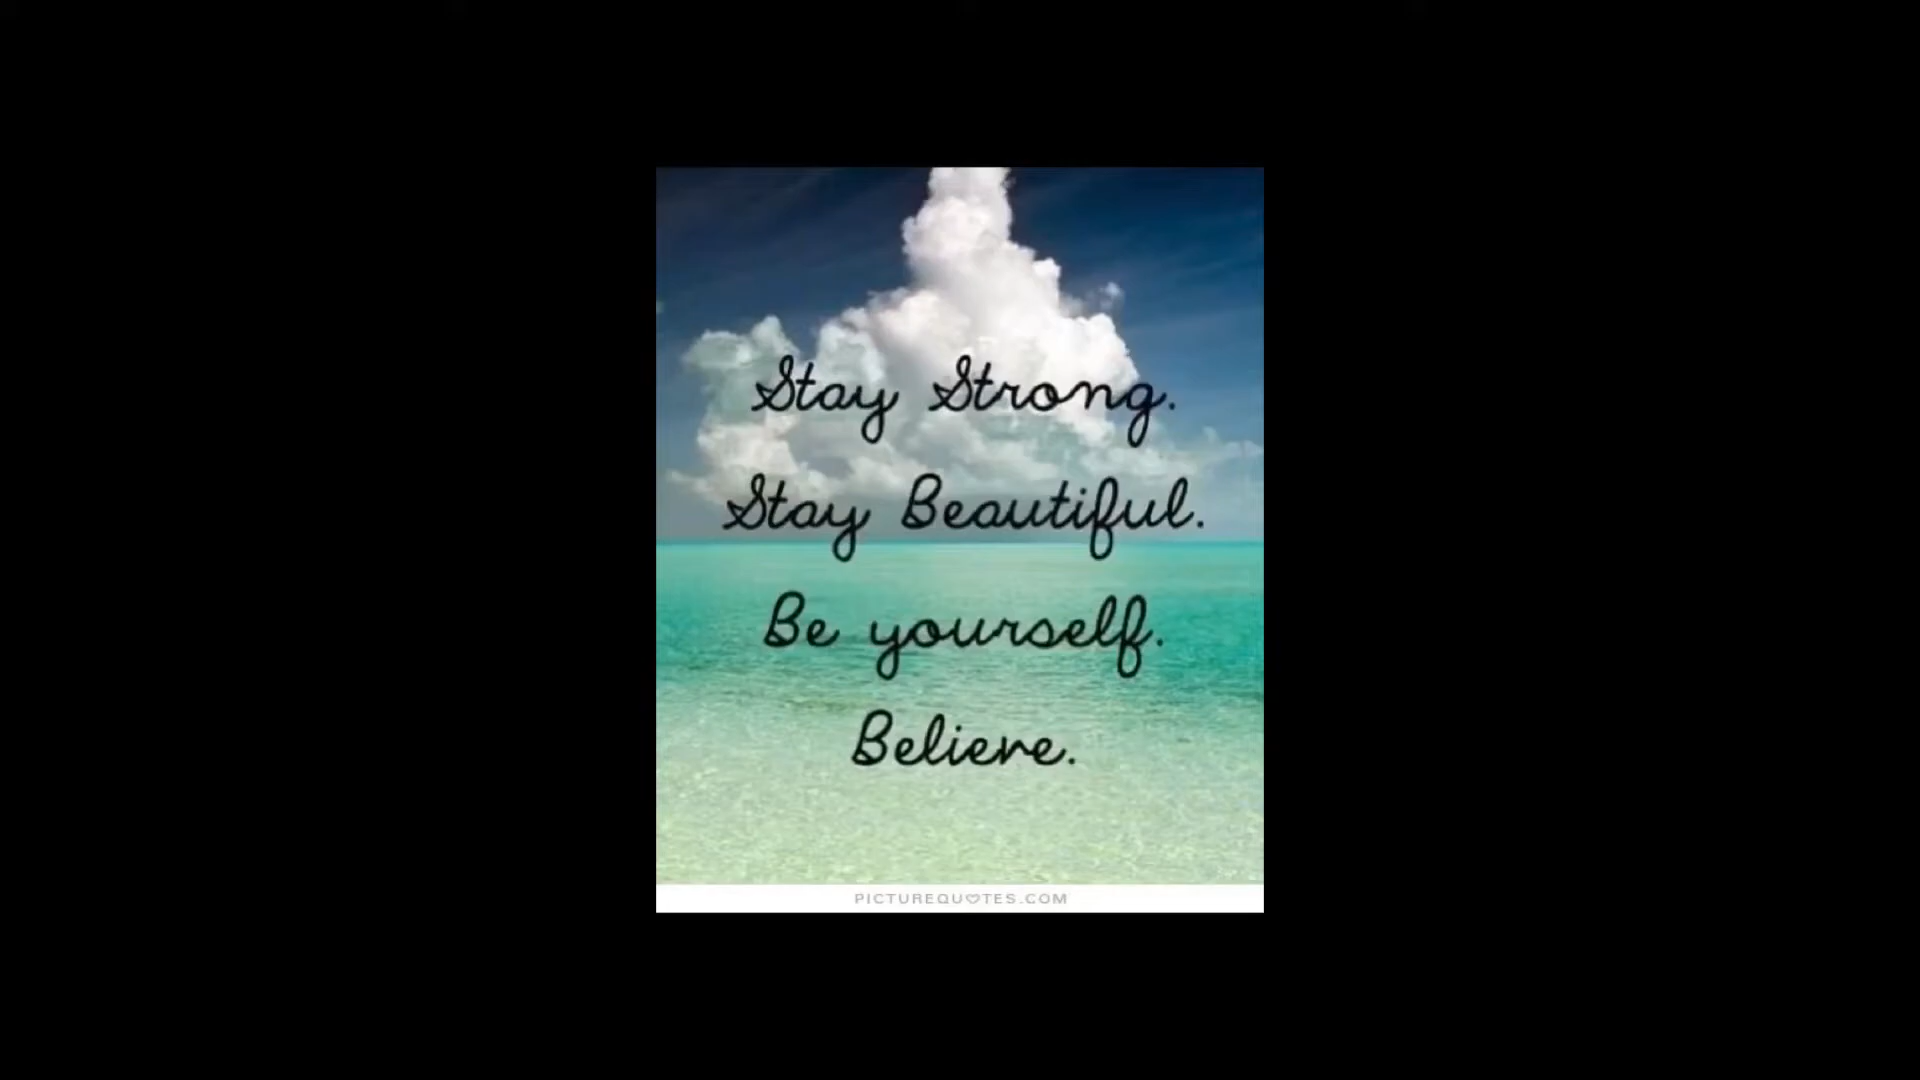 Stay Strong.
Stay Beautiful.
Be yourself.
Believe.
PICTUREQUOTES.COM